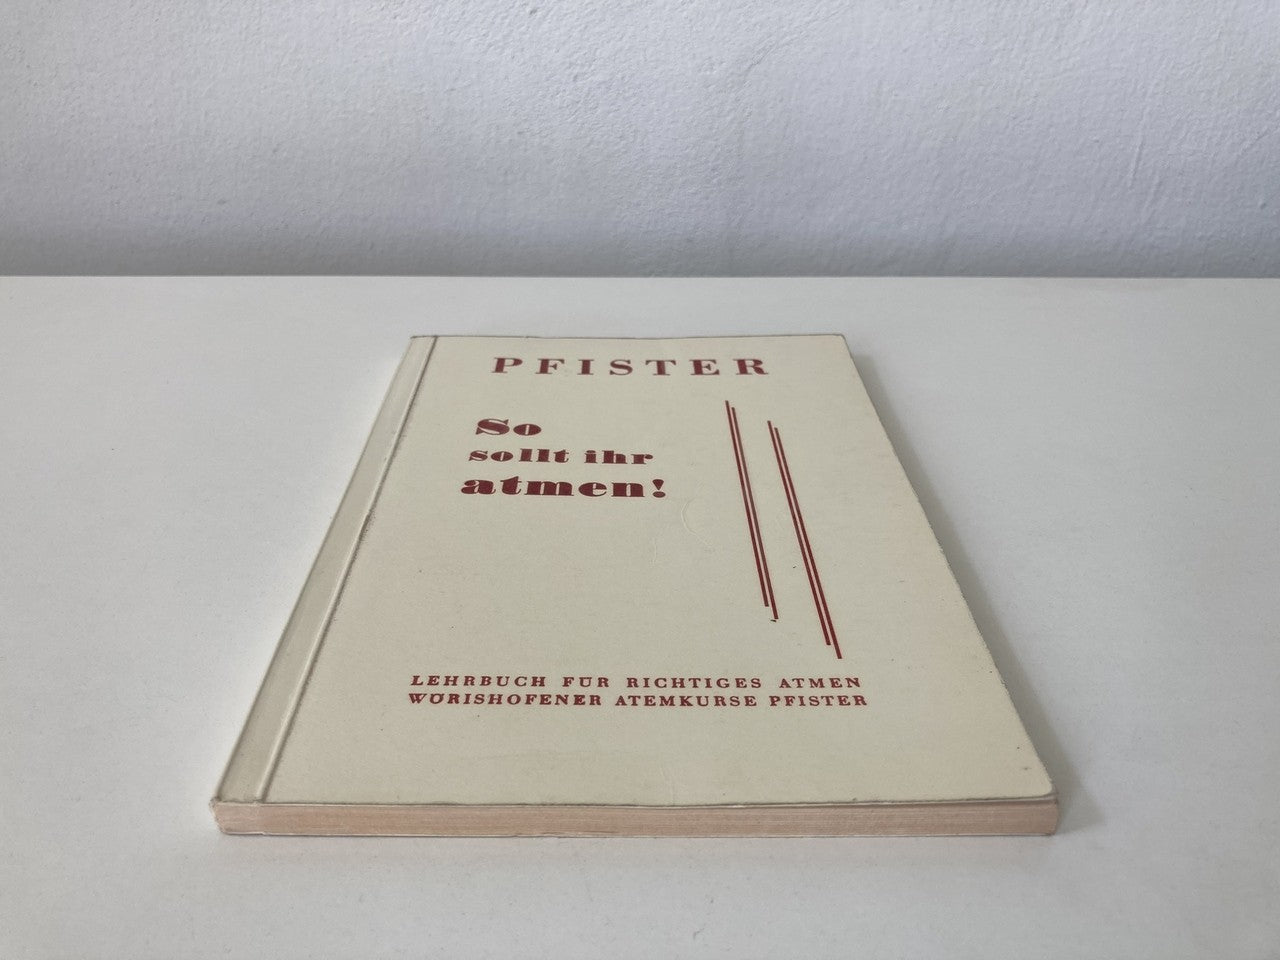 PFISTER
So
sollt ihr
atmen!
LEHRBUCH FÜR RICHTIGES ATMEN
WÖRISHOFENER ATEMKURSE PFISTER